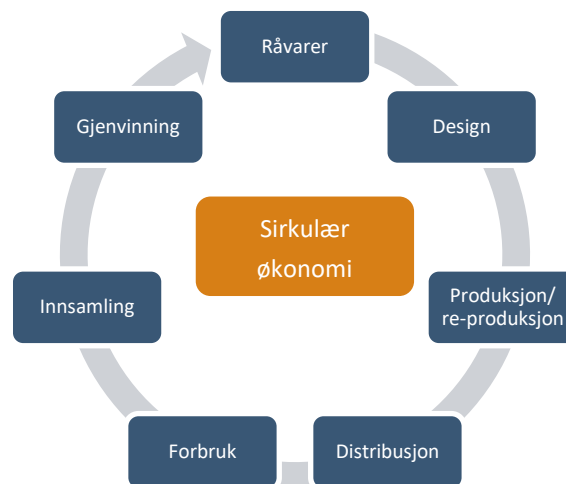 Råvarer
Design
Produksjon/
re-produksjon
Distribusjon
Forbruk
Innsamling
Gjenvinning
Sirkulær
økonomi